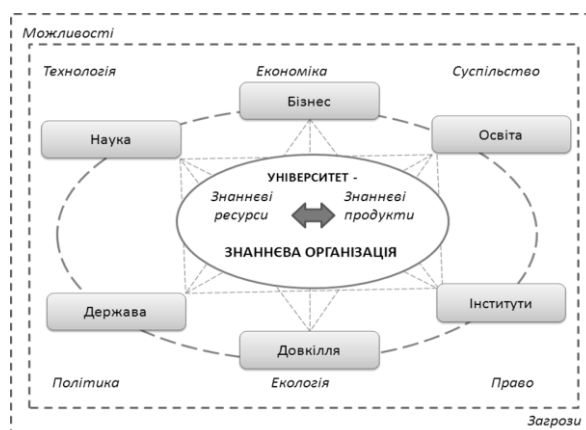 Можливості
Технологія
Економіка
Суспільство
Бізнес
Наука
Освіта
УНІВЕРСИТЕТ -
Знаннєві ресурси
Знаннєві продукти
ЗНАННЄВА ОРГАНІЗАЦІЯ
Держава
Інститути
Довкілля
Політика
Екологія
Право
Загрози